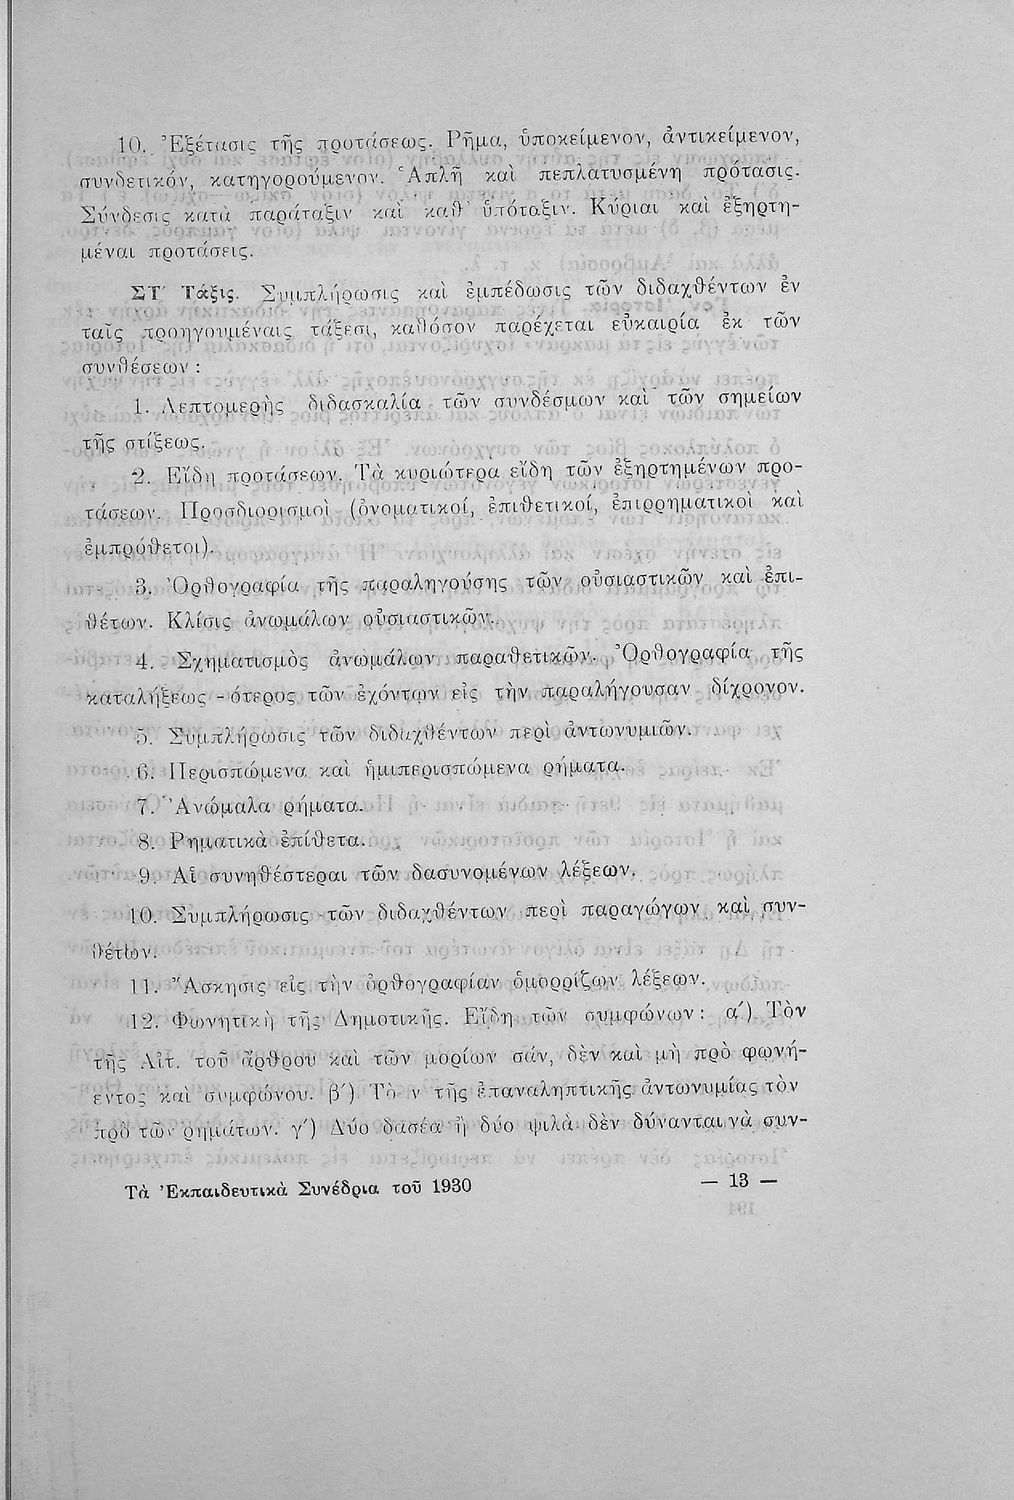 10. Ἐξέτασις τῆς προτάσεως. Ρῆμα, ὑποκείμενον, ἀντικείμενον,
συνδετικόν, κατηγορούμενον. Ἁπλῆ καὶ πεπλατυσμένη πρότασις.
Σύνδεσις κατὰ παράταξιν καὶ καθ' ὑπόταξιν. Κύριαι καὶ ἐξηρτη-
μέναι προτάσεις.
ΣΤ' Τάξις. Συμπλήρωσις καὶ ἐμπέδωσις τῶν διδαχθέντων ἐν
ταῖς προηγουμέναις τάξεσι, καθόσον παρέχεται εὐκαιρία ἐκ τῶν
συνθέσεων :
1. Λεπτομερὴς διδασκαλία τῶν συνδέσμων καὶ τῶν σημείων
τῆς στίξεως.
2. Εἴδη προτάσεων. Τὰ κυριώτερα εἴδη τῶν ἐξηρτημένων προ-
τάσεων. Προσδιορισμοὶ (ὀνοματικοί, ἐπιθετικοί, ἐπιρρηματικοὶ καὶ
ἐμπρόθετοι).
3. Ὀρθογραφία τῆς παραληγούσης τῶν οὐσιαστικῶν καὶ ἐπι-
θέτων. Κλίσις ἀνωμάλων οὐσιαστικῶν.
4. Σχηματισμὸς ἀνωμάλων παραθετικῶν. Ὀρθογραφία τῆς
καταλήξεως - ότερος τῶν ἐχόντων εἰς τὴν παραλήγουσαν δίχρονον.
5. Συμπλήρωσις τῶν διδαχθέντων περὶ ἀντωνυμιῶν.
6. Περισπώμενα καὶ ἡμιπερισπώμενα ρήματα.
7. Ἀνώμαλα ρήματα.
8. Ρηματικὰ ἐπίθετα.
9. Αἱ συνηθέστεραι τῶν δασυνομένων λέξεων.
10. Συμπλήρωσις τῶν διδαχθέντων περὶ παραγώγων καὶ συν-
θέτων.
11. Ἄσκησις εἰς τὴν ὀρθογραφίαν ὁμορρίζων λέξεων.
12. Φωνητικὴ τῆς Δημοτικῆς. Εἴδη τῶν συμφώνων: α') Τὸν
τῆς Αἰτ. τοῦ ἄρθρου καὶ τῶν μορίων σάν, δὲν καὶ μὴ πρὸ φωνή-
εντος καὶ συμφώνου. β') Τὸ ν τῆς ἐπαναληπτικῆς ἀντωνυμίας τὸν
πρὸ τῶν ρημάτων. γ') Δύο δασέα ἢ δύο ψιλὰ δὲν δύνανται νὰ συν-
Τὰ Ἐκπαιδευτικὰ Συνέδρια τοῦ 1930 — 13 —